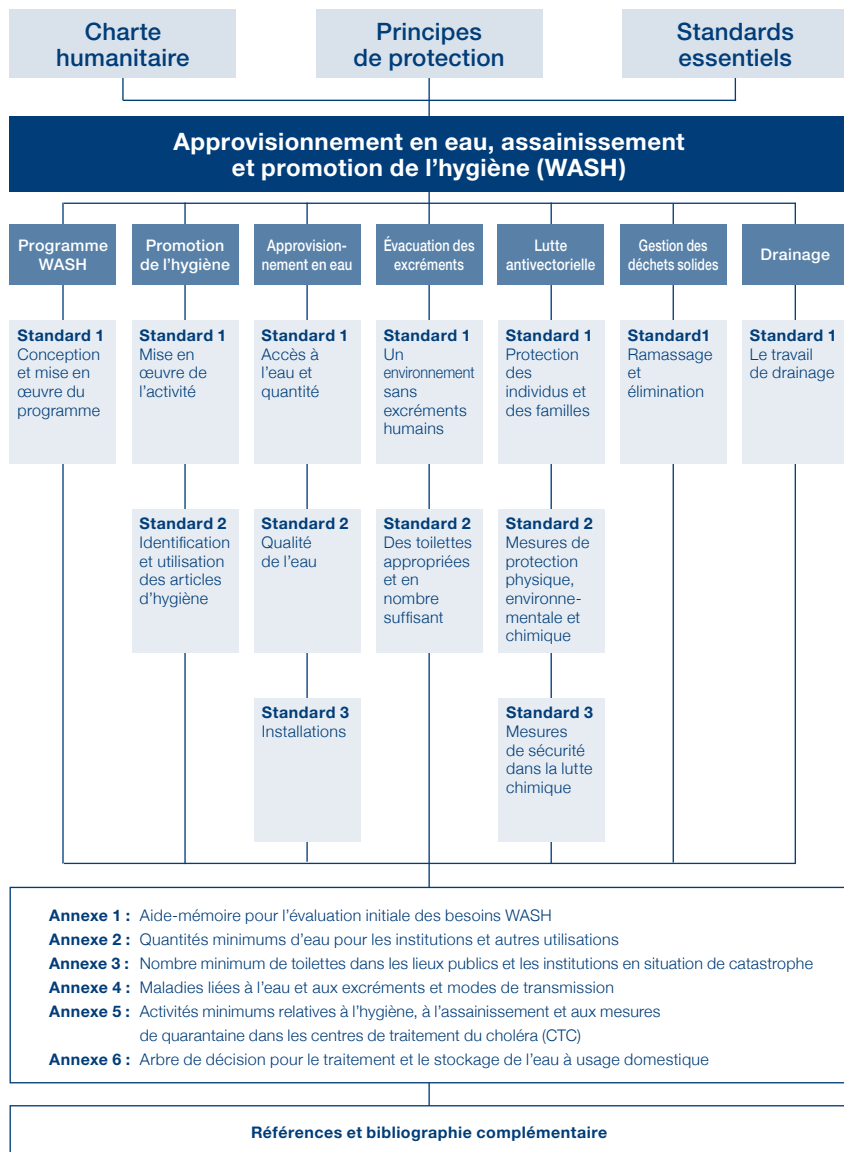 Charte
humanitaire
Principes
de protection
Standards
essentiels
Approvisionnement en eau, assainissement
et promotion de l’hygiène (WASH)
Programme
WASH
Promotion
de l’hygiène
Approvision-
nement en eau
Évacuation des
excréments
Lutte
antivectorielle
Gestion des
déchets solides
Drainage
Standard 1
Conception
et mise en
œuvre du
programme
Standard 1
Mise en
œuvre de
l’activité
Standard 1
Accès à
l’eau et
quantité
Standard 1
Un
environnement
sans
excréments
humains
Standard 1
Protection
des
individus et
des familles
Standard1
Ramassage
et
élimination
Standard 1
Le travail
de drainage
Standard 2
Identification
et utilisation
des articles
d’hygiène
Standard 2
Qualité
de l’eau
Standard 2
Des toilettes
appropriées
et en
nombre
suffisant
Standard 2
Mesures de
protection
physique,
environne-
mentale et
chimique
Standard 3
Installations
Standard 3
Mesures
de sécurité
dans la lutte
chimique
Annexe 1 : Aide-mémoire pour l’évaluation initiale des besoins WASH
Annexe 2 : Quantités minimums d’eau pour les institutions et autres utilisations
Annexe 3 : Nombre minimum de toilettes dans les lieux publics et les institutions en situation de catastrophe
Annexe 4 : Maladies liées à l’eau et aux excréments et modes de transmission
Annexe 5 : Activités minimums relatives à l’hygiène, à l’assainissement et aux mesures
de quarantaine dans les centres de traitement du choléra (CTC)
Annexe 6 : Arbre de décision pour le traitement et le stockage de l’eau à usage domestique
Références et bibliographie complémentaire